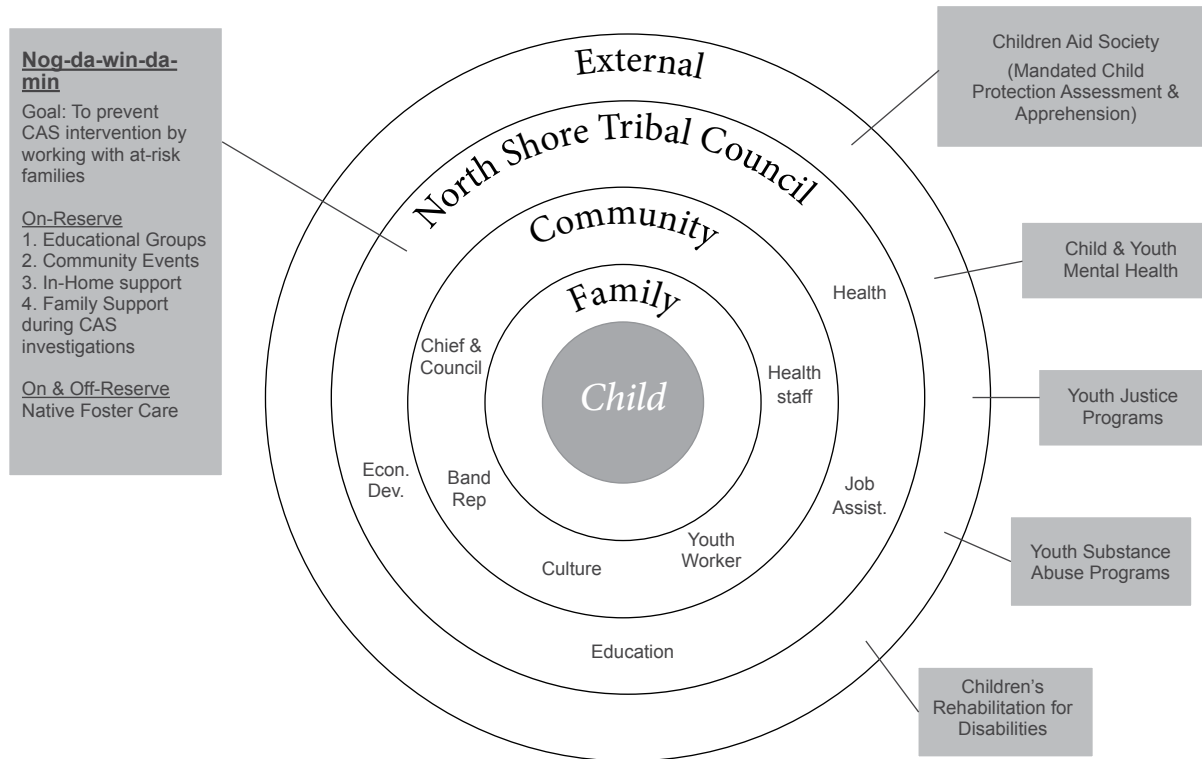 Nog-da-win-da-
min
Goal: To prevent
CAS intervention by
working with at-risk
families
On-Reserve
1. Educational Groups
2. Community Events
3. In-Home support
4. Family Support
during CAS
investigations
On & Off-Reserve
Native Foster Care
External
North Shore Tribal Council
Community
Family
Child
Chief &
Council
Health
staff
Band
Rep
Youth
Worker
Culture
Health
Econ.
Dev.
Job
Assist.
Education
Children Aid Society
(Mandated Child
Protection Assessment &
Apprehension)
Child & Youth
Mental Health
Youth Justice
Programs
Youth Substance
Abuse Programs
Children's
Rehabilitation for
Disabilities